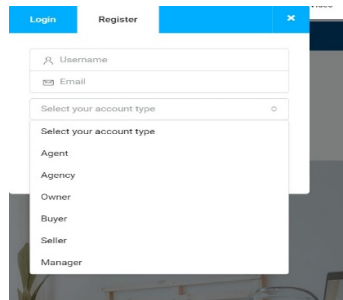 Login Register ×
Username
Email
Select your account type
Select your account type
Agent
Agency
Owner
Buyer
Seller
Manager